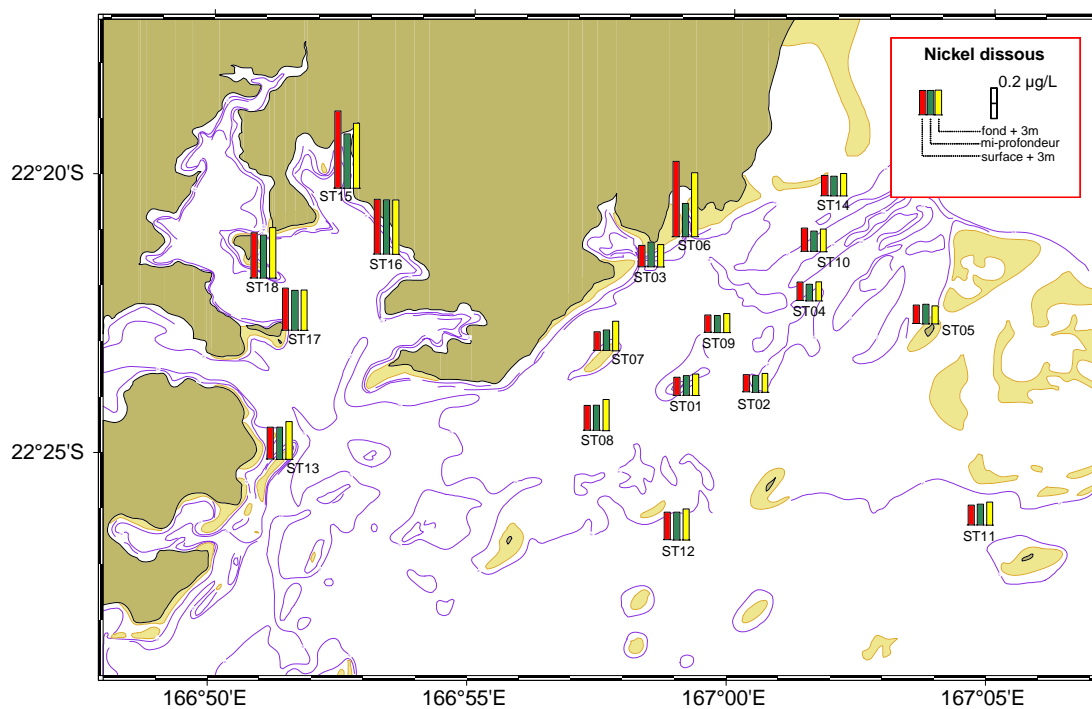 Nickel dissous
0.2 µg/L
fond + 3m
mi-profondeur
surface + 3m
22°20'S
22°25'S
ST15
ST14
ST16
ST06
ST10
ST03
ST18
ST04
ST17
ST05
ST09
ST07
ST01
ST02
ST08
ST13
ST11
ST12
166°50'E
166°55'E
167°00'E
167°05'E